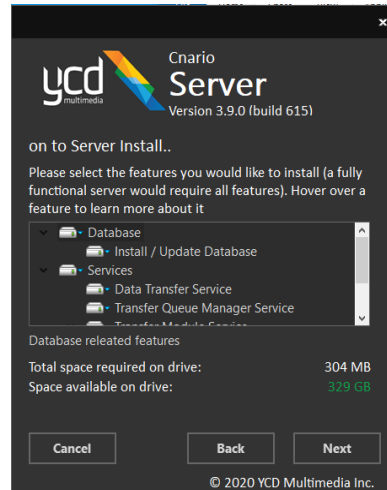 Cnario
ycd Server
multimedia
Version 3.9.0 (build 615)
on to Server Install..
Please select the features you would like to install (a fully
functional server would require all features). Hover over a
feature to learn more about it
Database
Install / Update Database
Services
Data Transfer Service
Transfer Queue Manager Service
Transfer Module Service
Database releated features
Total space required on drive: 304 MB
Space available on drive: 329 GB
Cancel Back Next
© 2020 YCD Multimedia Inc.